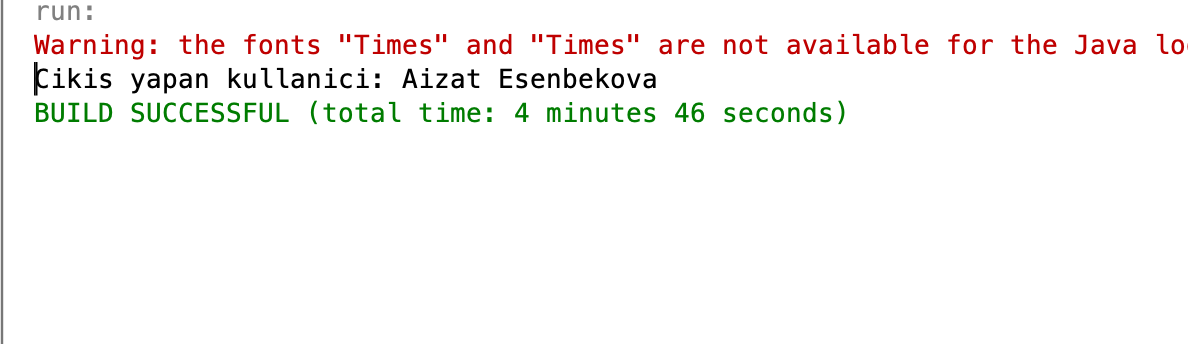 run:
Warning: the fonts "Times" and "Times" are not available for the Java
Cikis yapan kullanici: Aizat Esenbekova
BUILD SUCCESSFUL (total time: 4 minutes 46 seconds)